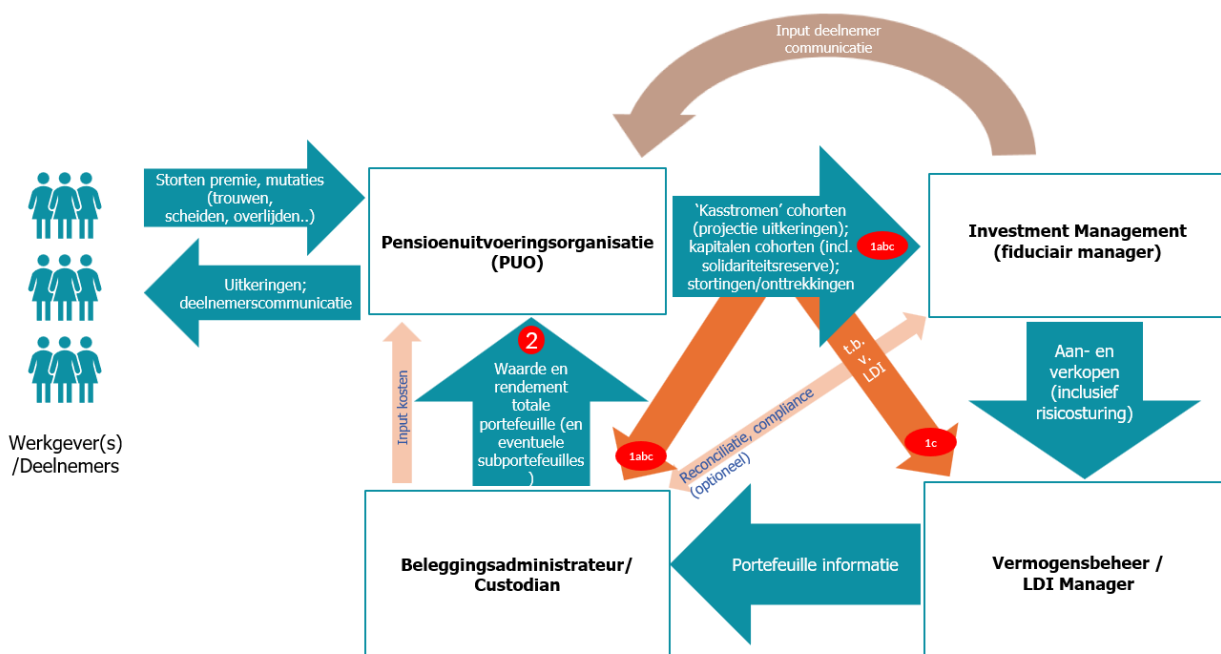 Input deelnemer
communicatie
Storten premie, mutaties
(trouwen,
scheiden, overlijden..)
Uitkeringen;
deelnemerscommunicatie
Werkgever(s)
/Deelnemers
Pensioenuitvoeringsorganisatie
(PUO)
‘Kasstromen’ cohorten
(projectie uitkeringen);
kapitalen cohorten (incl.
solidariteitsreserve);
stortingen/onttrekkingen
1abc
Investment Management
(fiduciair manager)
2
Waarde en
rendement
totale
portefeuille (en
eventuele
subportefeuilles
)
Input kosten
1abc
Reconciliatie, compliance
(optioneel)
t.b.
v.
LDI
1c
Aan- en
verkopen
(inclusief
risicosturing)
Beleggingsadministrateur/
Custodian
Portefeuille informatie
Vermogensbeheer /
LDI Manager